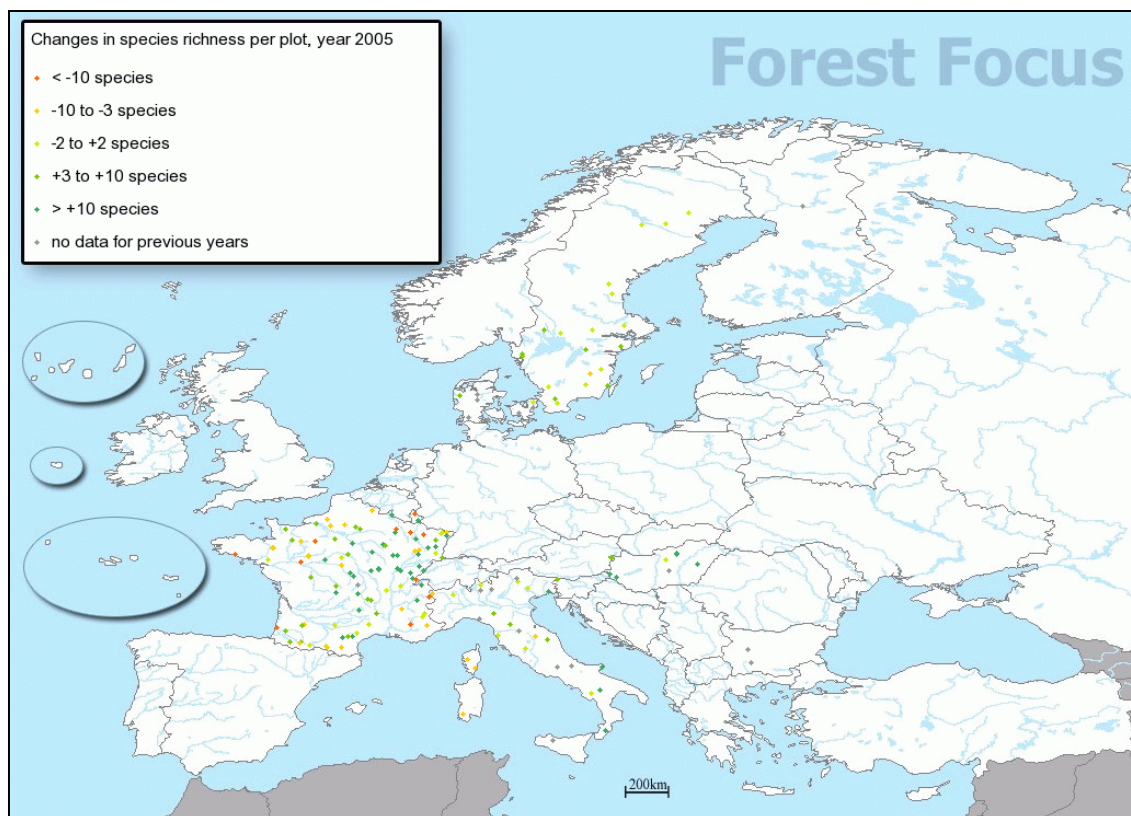 Changes in species richness per plot, year 2005
< -10 species
-10 to -3 species
-2 to +2 species
+3 to +10 species
> +10 species
no data for previous years
Forest Focus
200km